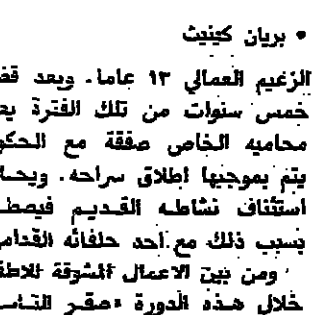 • بريان كينيث
الزعيم العمالي ١٣ عاما. ويعد قض
خمس سنوات من تلك الفترة يع
محاميه الخاص صفقة مع الحكو
يتم بموجبها اطلاق سراحه. ويحا
استئناف نشاطه القديم فيصط
بسبب ذلك مع احد حلفائه القدام
ومن بين الاعمال المشوقة للاطف
خلال هذه الدورة «صقر التاس